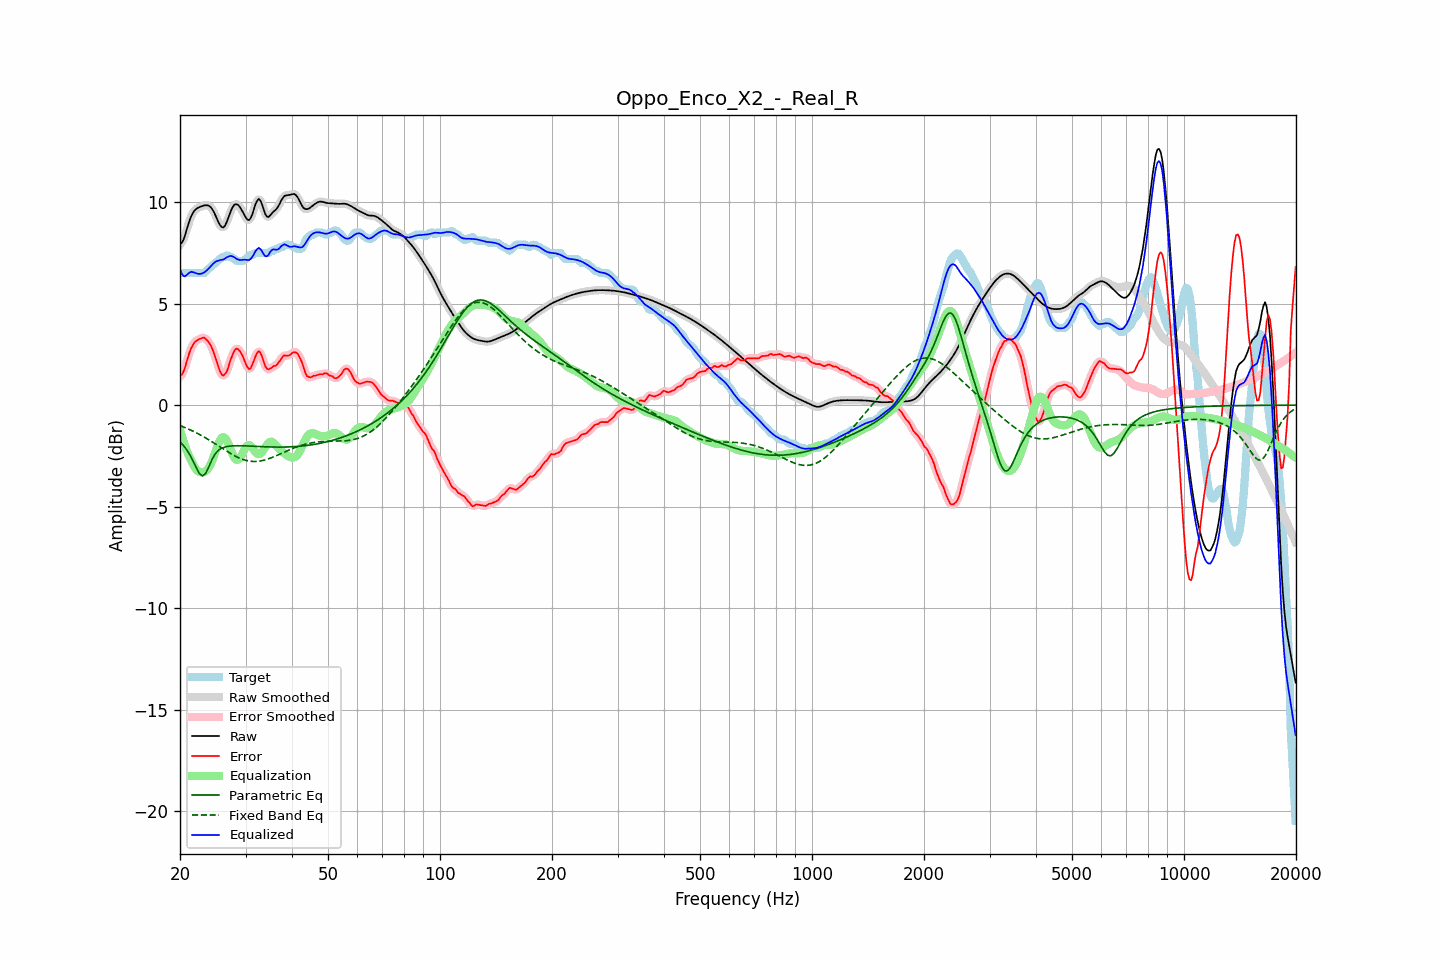 Oppo_Enco_X2_-_Real_R
Amplitude (dBr)
10
5
0
−5
−10
−15
−20
Target
Raw Smoothed
Error Smoothed
Raw
Error
Equalization
Parametric Eq
Fixed Band Eq
Equalized
20 50 100 200 500 1000 2000 5000 10000 20000
Frequency (Hz)